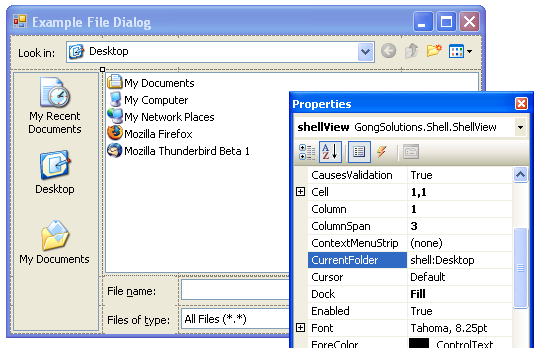 Example File Dialog
Look in: Desktop
My Recent
Documents
Desktop
My Documents
My Documents
My Computer
My Network Places
Mozilla Firefox
Mozilla Thunderbird Beta 1
File name:
Files of type: All Files (*.*)
Properties
shellView GongSolutions.Shell.ShellView
CausesValidation True
Cell 1,1
Column 1
ColumnSpan 3
ContextMenuStrip (none)
CurrentFolder shell:Desktop
Cursor Default
Dock Fill
Enabled True
Font Tahoma, 8.25pt
ForeColor ControlText